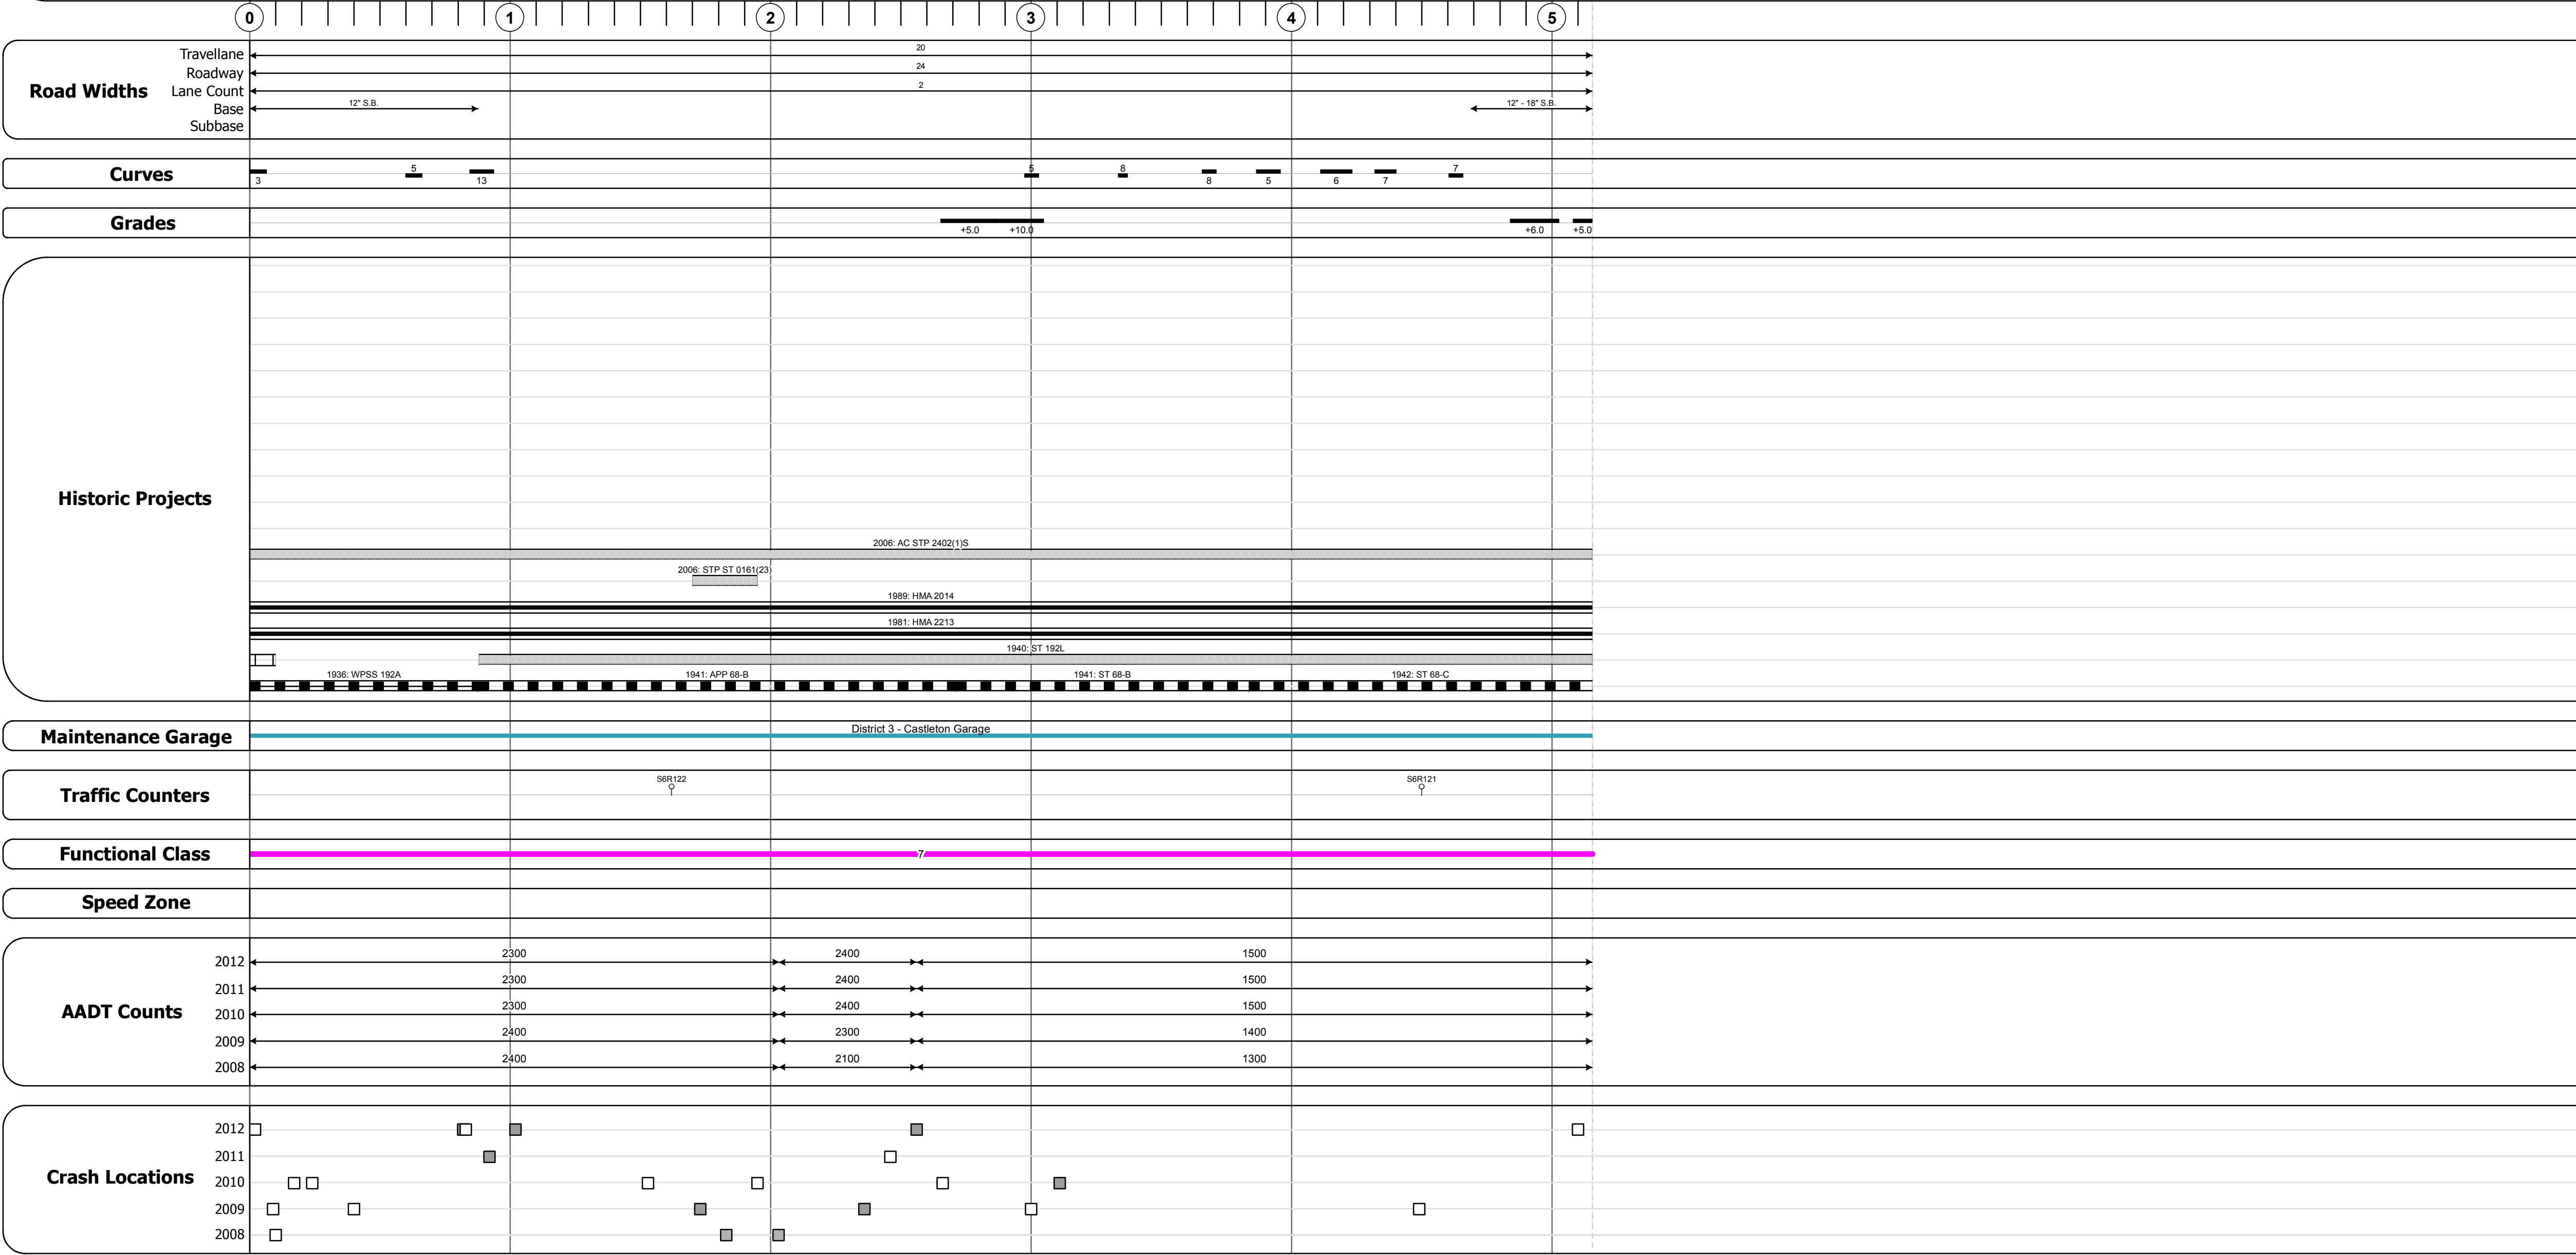 0 1 2 3 4 5
Travellane 20
Roadway 24
Road Widths Lane Count 2
Base 12" S.B. 12" - 18" S.B.
Subbase
5 5 8 7
Curves
3 13 8 5 6 7
Grades
+5.0 +10.0 +6.0 +5.0
Historic Projects
2006: AC STP 2402(1)S
2006: STP ST 0161(23)
1989: HMA 2014
1981: HMA 2213
1940: ST 192L
1936: WPSS 192A 1941: APP 68-B 1941: ST 68-B 1942: ST 68-C
District 3 - Castleton Garage
Maintenance Garage
S6R122 S6R121
Traffic Counters
Functional Class 7
Speed Zone
2300 2400 1500
2012
2300 2400 1500
2011
AADT Counts
2300 2400 1500
2010
2400 2300 1400
2009
2400 2100 1300
2008
2012
2011
Crash Locations
2010
2009
2008